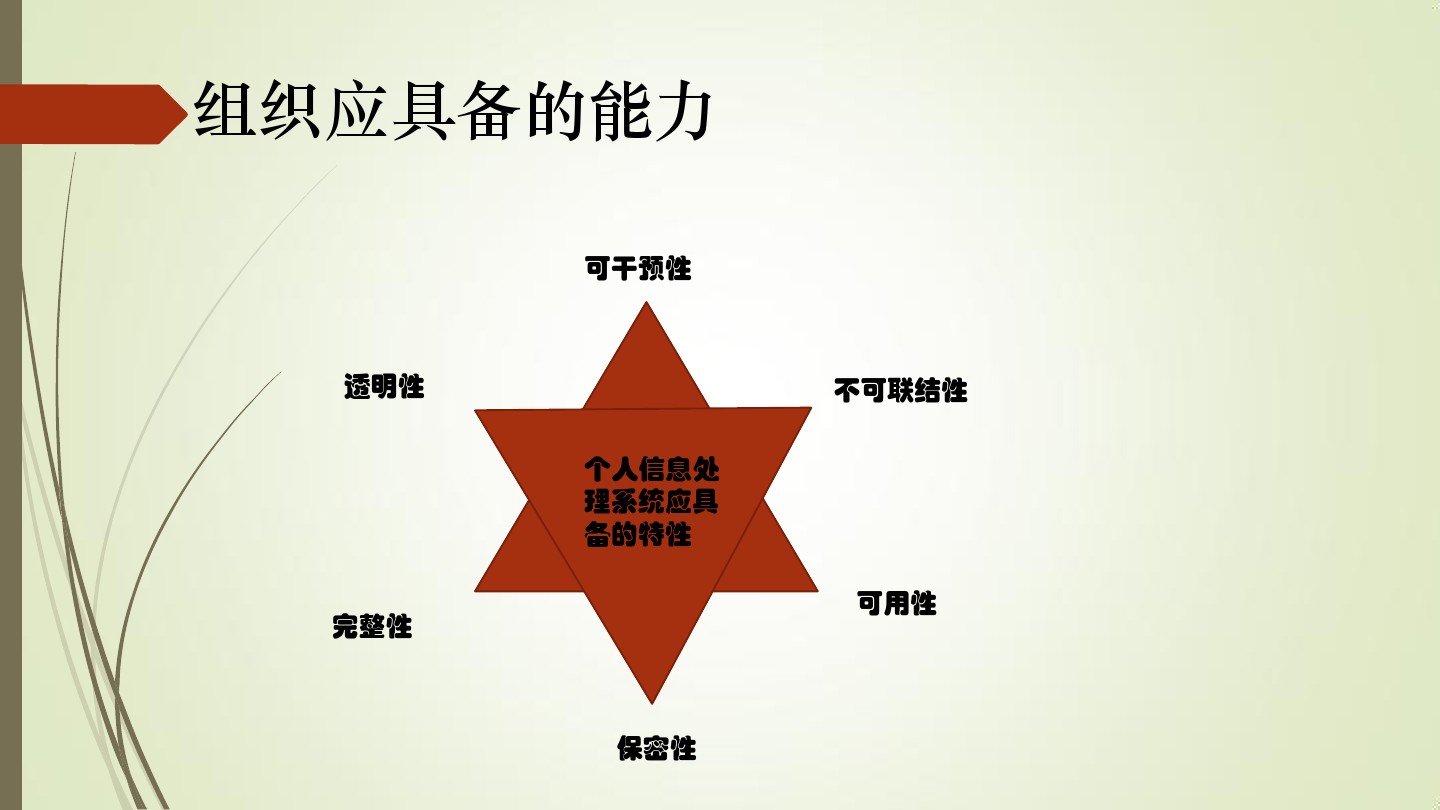 组织应具备的能力
可干预性
透明性
不可联结性
个人信息处
理系统应具
备的特性
可用性
完整性
保密性